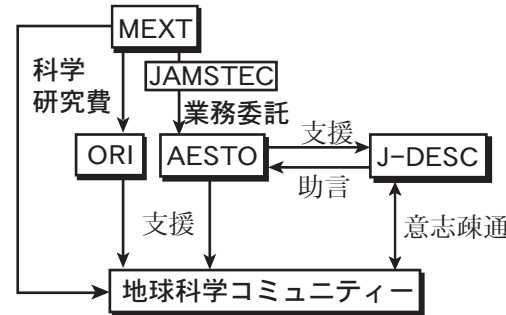 MEXT
科学
研究費
JAMSTEC
業務委託
ORI
AESTO
支援
J-DESC
助言
支援
意志疎通
地球科学コミュニティー